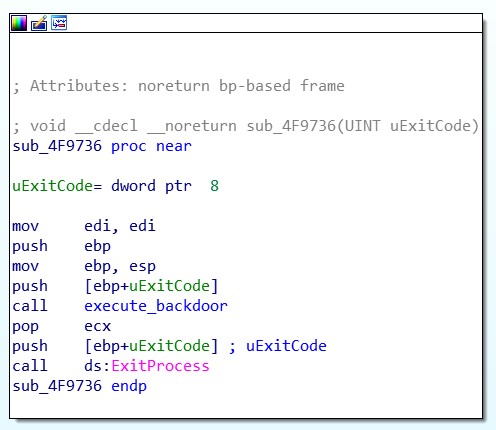 ; Attributes: noreturn bp-based frame
; void __cdecl __noreturn sub_4F9736(UINT uExitCode)
sub_4F9736 proc near
uExitCode= dword ptr  8
mov     edi, edi
push    ebp
mov     ebp, esp
push    [ebp+uExitCode]
call    execute_backdoor
pop     ecx
push    [ebp+uExitCode] ; uExitCode
call    ds:ExitProcess
sub_4F9736 endp